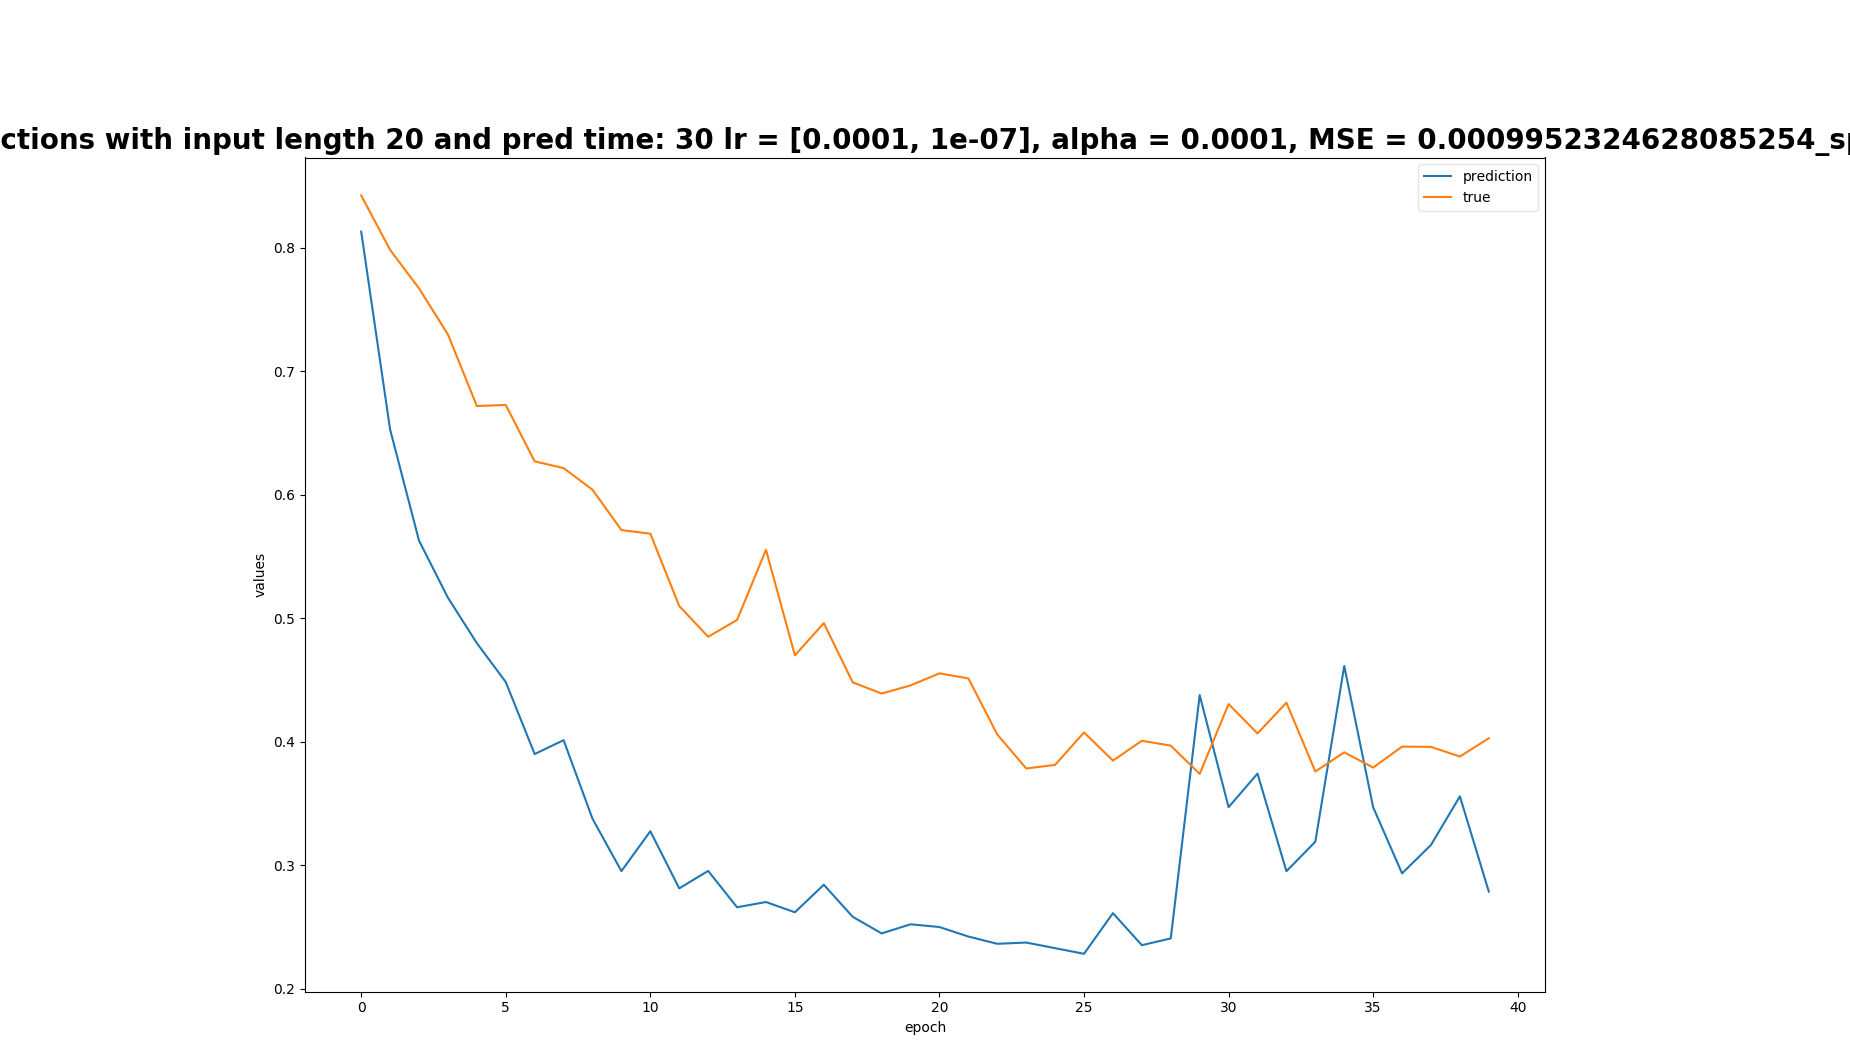 ctions with input length 20 and pred time: 30 lr = [0.0001, 1e-07], alpha = 0.0001, MSE = 0.0009952324628085254_s
prediction
true
0.8
0.7
0.6
0.5
0.4
0.3
0.2
values
0 5 10 15 20 25 30 35 40
epoch